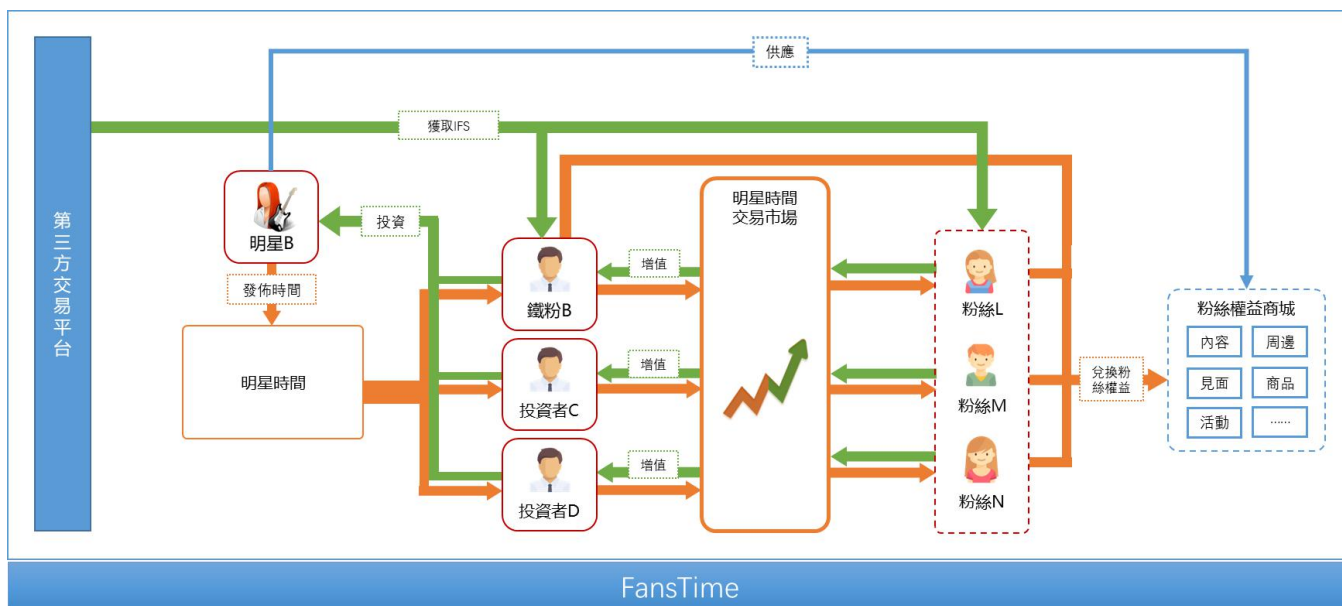 供應
第三方交易平台
獲取IFS
明星B
投資
發佈時間
明星時間
鐵粉B
增值
投資者C
增值
投資者D
增值
明星時間
交易市場
粉絲L
粉絲M
粉絲N
兌換粉
絲權益
粉絲權益商城
內容
周邊
見面
商品
活動
……
FansTime